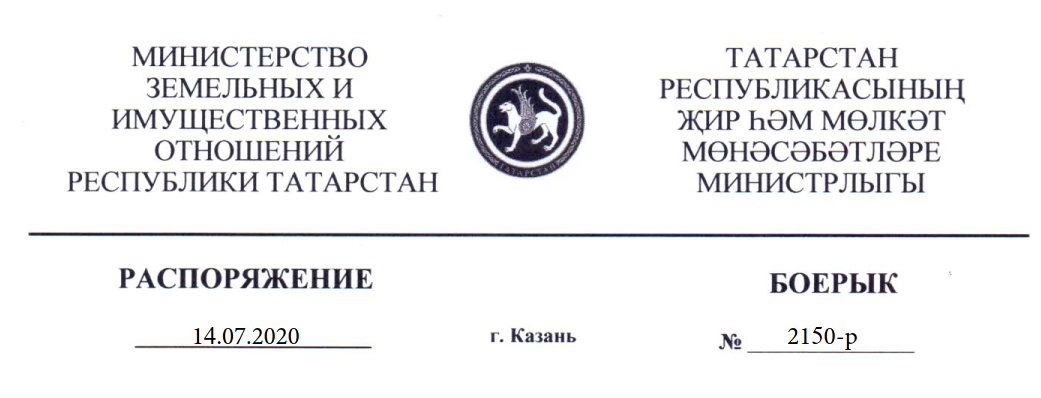 МИНИСТЕРСТВО
ЗЕМЕЛЬНЫХ И
ИМУЩЕСТВЕННЫХ
ОТНОШЕНИЙ
РЕСПУБЛИКИ ТАТАРСТАН
ТАТАРСТАН
ТАТАРСТАН
РЕСПУБЛИКАСЫНЫҢ
ҖИР ҺӘМ МӨЛКӘТ
МӨНӘСӘБӘТЛӘРЕ
МИНИСТРЛЫГЫ
РАСПОРЯЖЕНИЕ
БОЕРЫК
14.07.2020
г. Казань
№ 2150-р